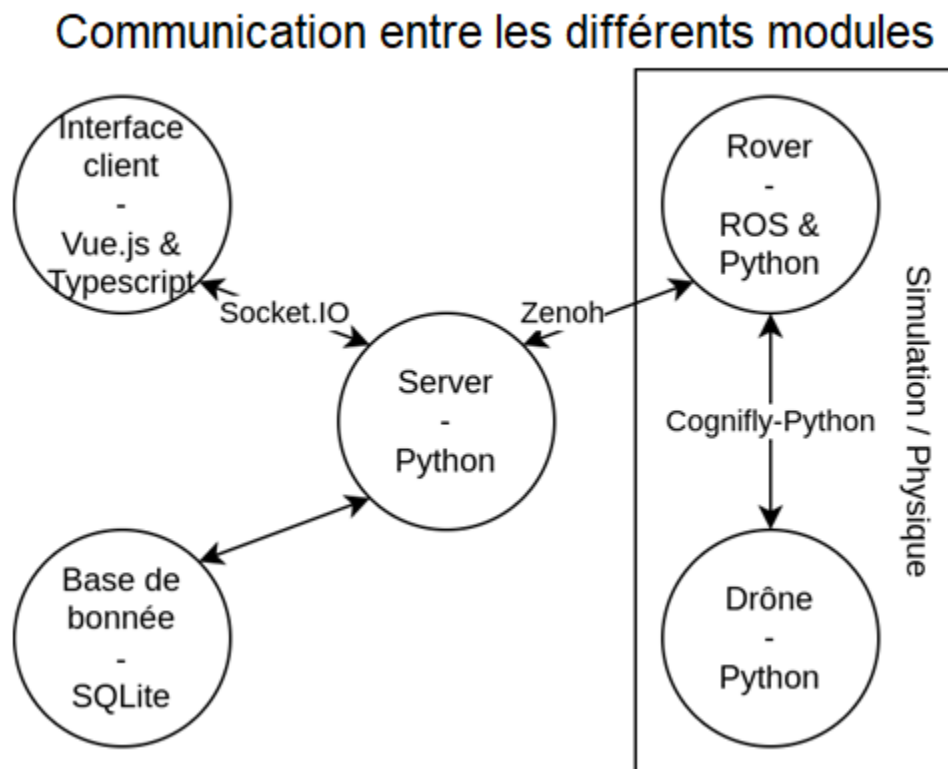 Communication entre les différents modules
Interface
client
-
Vue.js &
Typescript
Socket.IO
Server
-
Python
Base de
bonnée
-
SQLite
Zenoh
Rover
-
ROS &
Python
Cognifly-Python
Drône
-
Python
Simulation / Physique